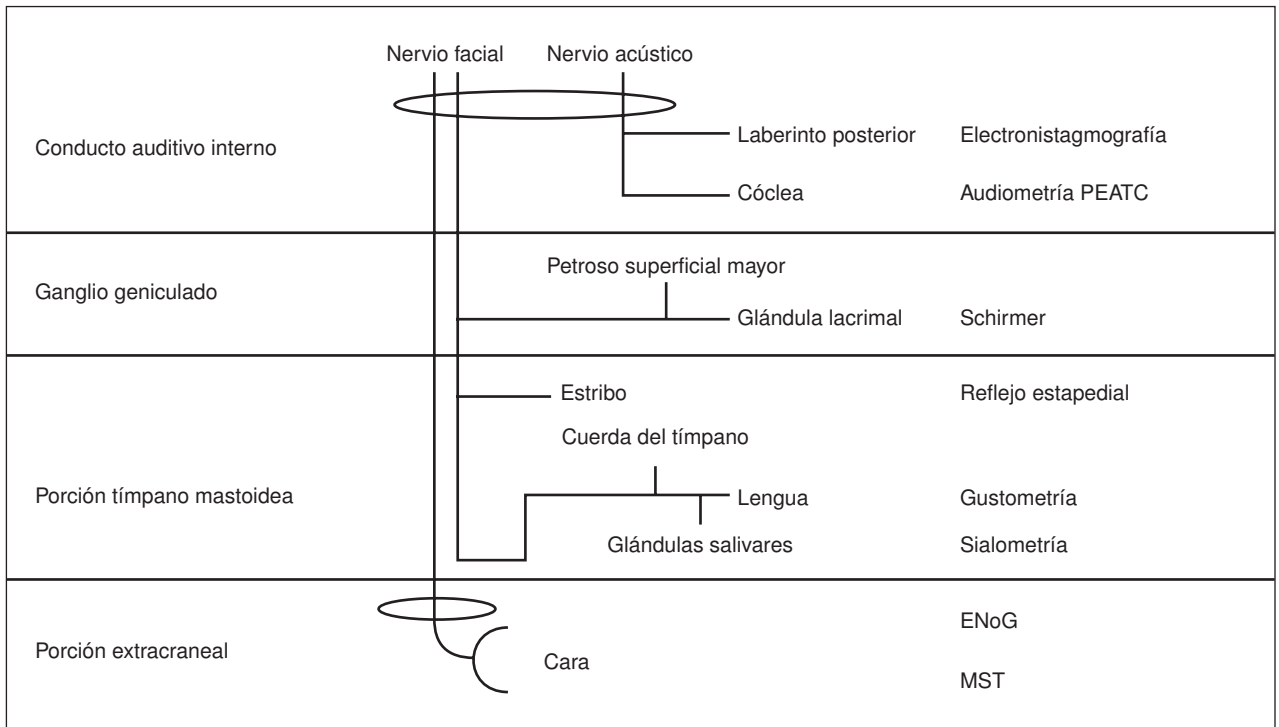 Nervio facial Nervio acústico
Conducto auditivo interno
Laberinto posterior Electronistagmografía
Cóclea Audiometría PEATC
Petroso superficial mayor
Ganglio geniculado
Glándula lacrimal Schirmer
Estribo Reflejo estapedial
Cuerda del tímpano
Porción tímpano mastoidea Lengua Gustometría
Glándulas salivares Sialometría
ENoG
Porción extracraneal Cara
MST